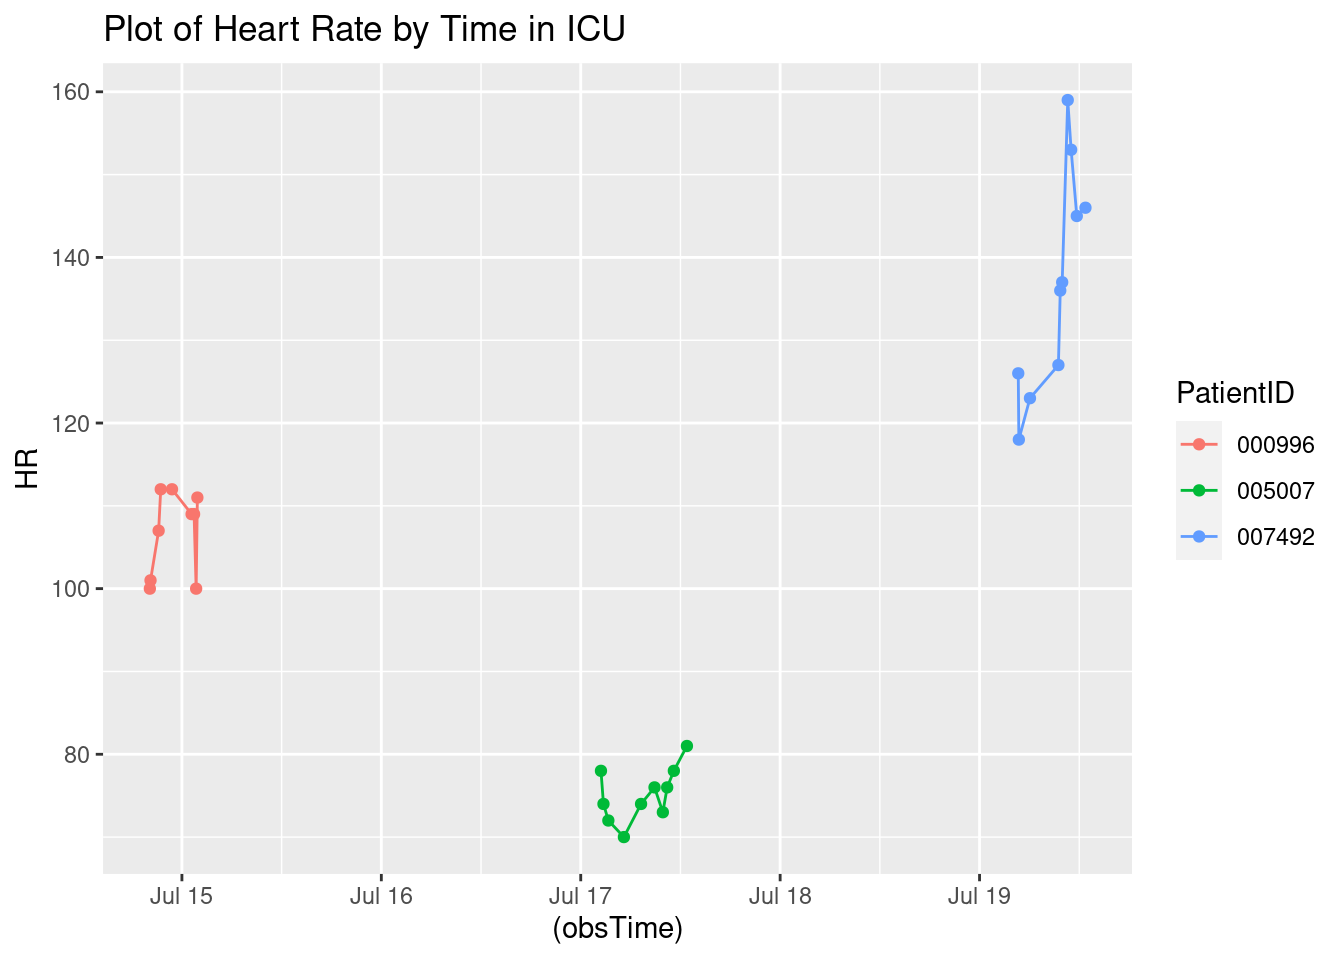 Plot of Heart Rate by Time in ICU
160
140
120
100
80
HR
Jul 15 Jul 16 Jul 17 Jul 18 Jul 19
(obsTime)
PatientID
000996
005007
007492